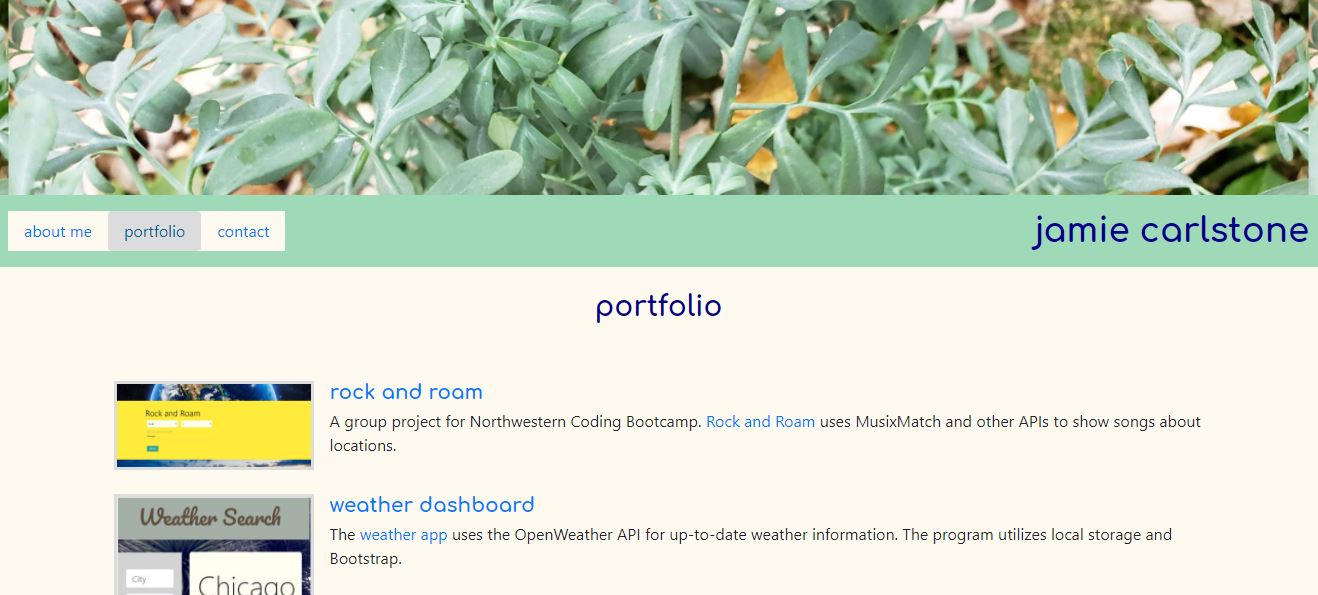 about me portfolio contact
jamie carlstone
portfolio
Rock and Roam
rock and roam
A group project for Northwestern Coding Bootcamp. Rock and Roam uses MusixMatch and other APIs to show songs about
locations.
Weather Search
City
Chicago
weather dashboard
The weather app uses the OpenWeather API for up-to-date weather information. The program utilizes local storage and
Bootstrap.